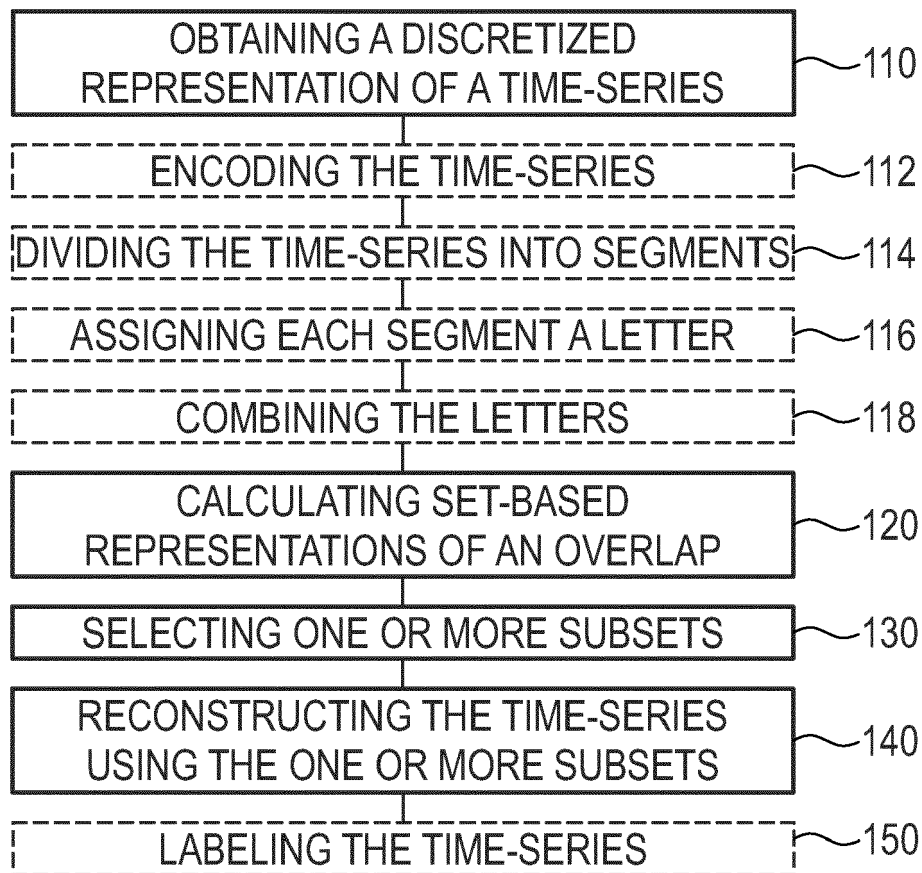 OBTAINING A DISCRETIZED
REPRESENTATION OF A TIME-SERIES
110
ENCODING THE TIME-SERIES
112
DIVIDING THE TIME-SERIES INTO SEGMENTS
114
ASSIGNING EACH SEGMENT A LETTER
116
COMBINING THE LETTERS
118
CALCULATING SET-BASED
REPRESENTATIONS OF AN OVERLAP
120
SELECTING ONE OR MORE SUBSETS
130
RECONSTRUCTING THE TIME-SERIES
USING THE ONE OR MORE SUBSETS
140
LABELING THE TIME-SERIES
150